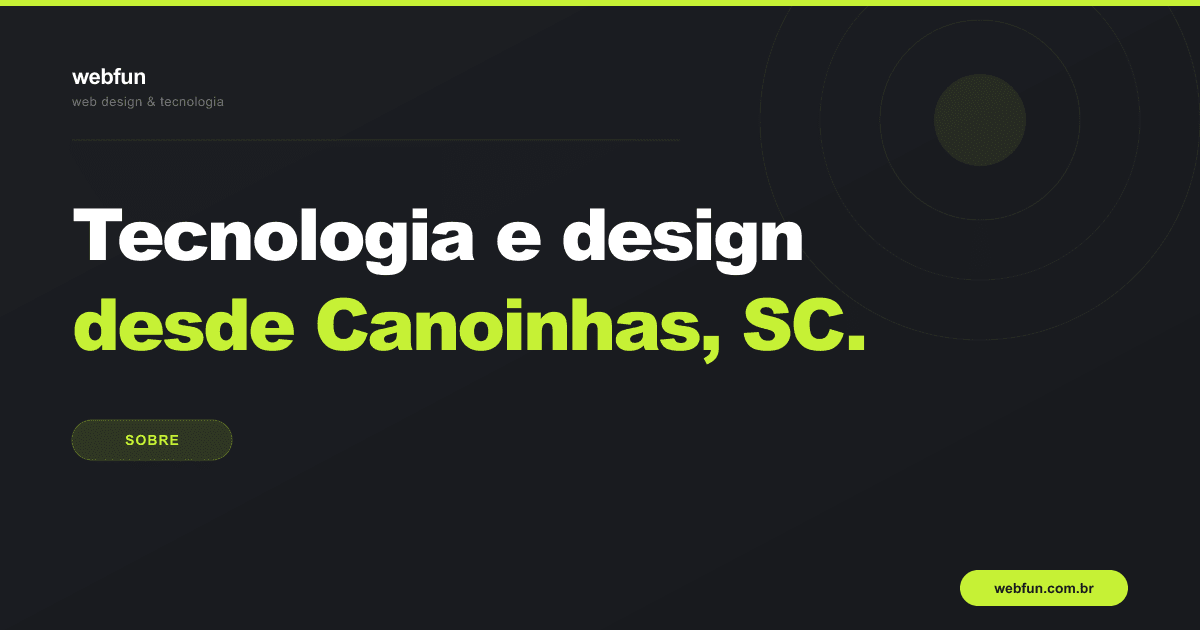 webfun
web design & tecnologia
Tecnologia e design
desde Canoinhas, SC.
SOBRE
webfun.com.br